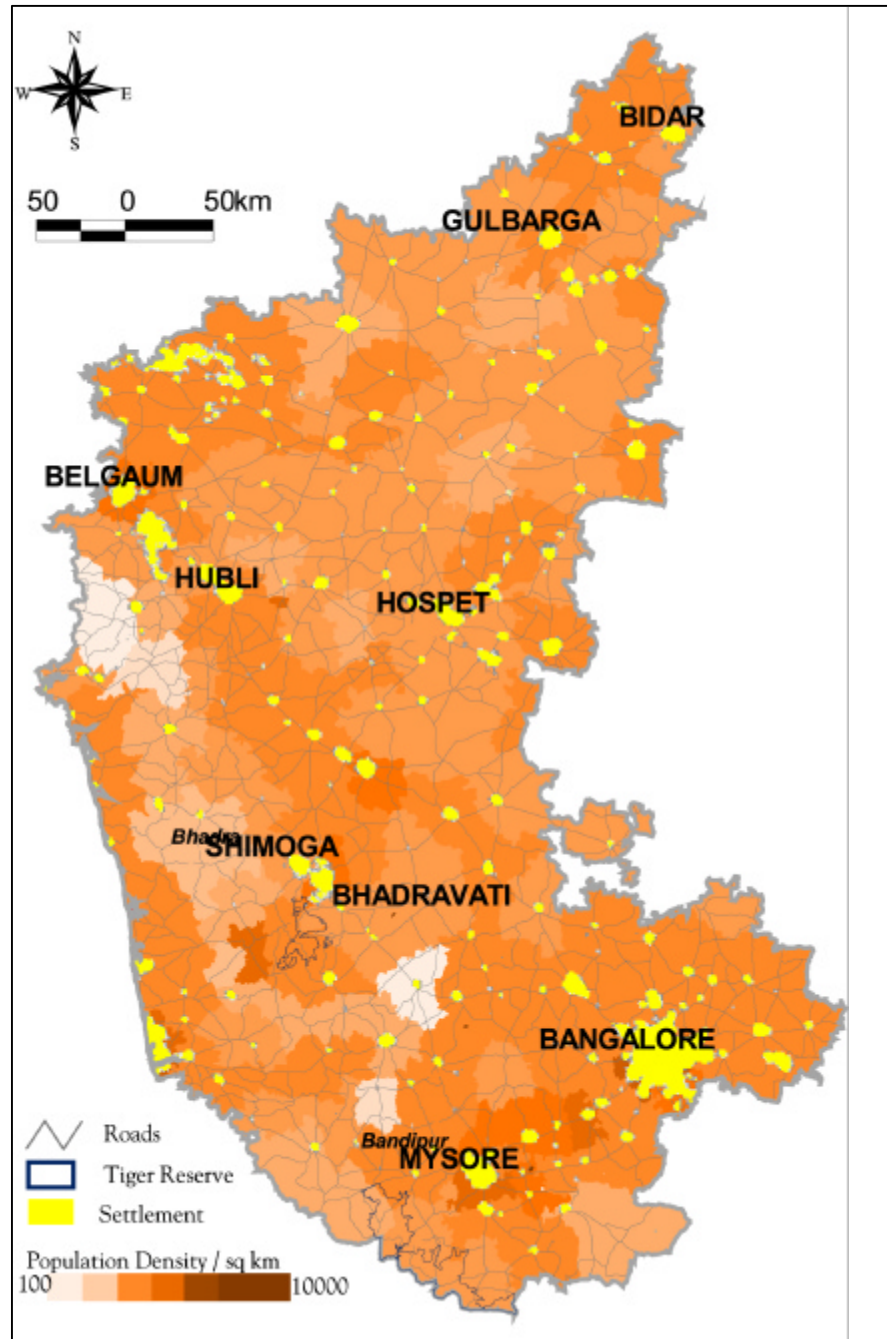 N
W E
S
50 0 50km
BIDAR
GULBARGA
BELGAUM
HUBLI
HOSPET
Bhadra
SHIMOGA
BHADRAVATI
BANGALORE
Bandipur
MYSORE
Roads
Tiger Reserve
Settlement
Population Density / sq km
100 10000